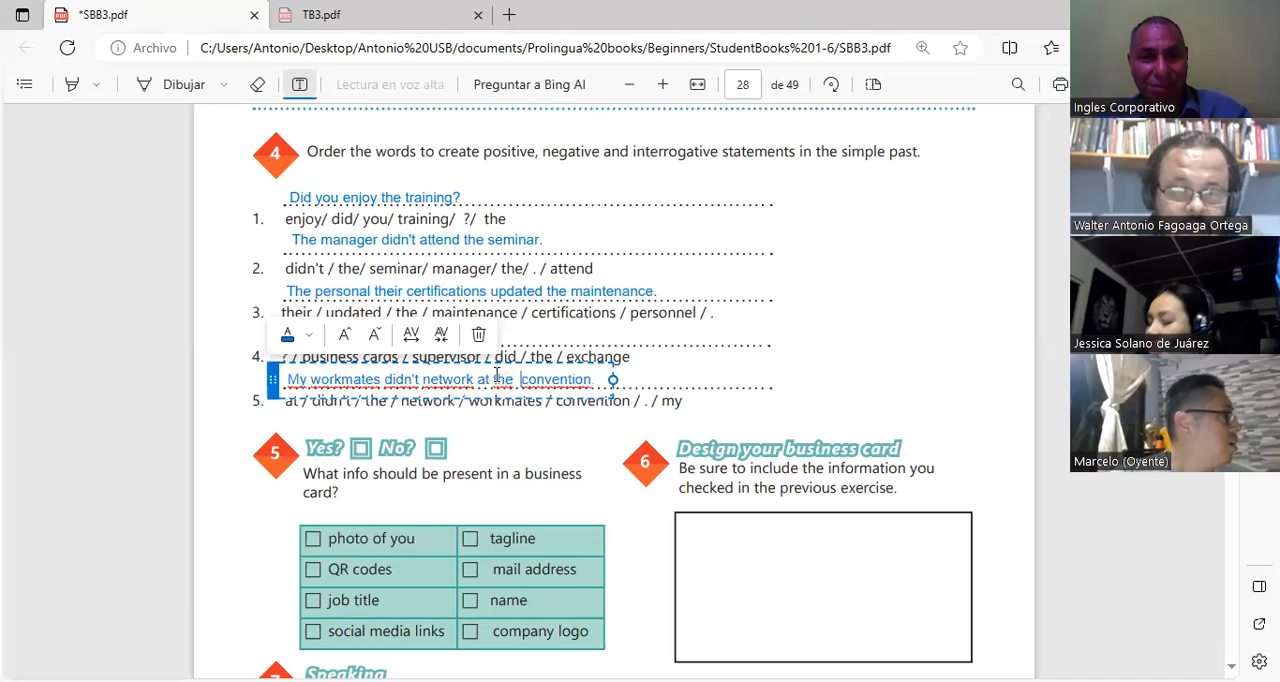 *SBB3.pdf
TB3.pdf
Archivo
C:/Users/Antonio/Desktop/Antonio%20USB/documents/Prolingua%20books/Beginners/StudentBooks%201-6/SBB3.pdf
Dibujar
Lectura en voz alta
Preguntar a Bing AI
28
de 49
4
Order the words to create positive, negative and interrogative statements in the simple past.
Did you enjoy the training?
1. enjoy/ did/ you/ training/ ?/ the
The manager didn't attend the seminar.
2. didn't / the/ seminar/ manager/ the/ . / attend
The personal their certifications updated the maintenance.
3. their / updated / the / maintenance / certifications / personnel / .
4. ? / business cards / supervisor / did / the / exchange
My workmates didn't network at the convention.
5. at / didn't / the / network / workmates / convention / . / my
5
Yes? No?
What info should be present in a business
card?
photo of you
tagline
QR codes
mail address
job title
name
social media links
company logo
6
Design your business card
Be sure to include the information you
checked in the previous exercise.
7
Speaking
Ingles Corporativo
Walter Antonio Fagoaga Ortega
Jessica Solano de Juárez
Marcelo (Oyente)